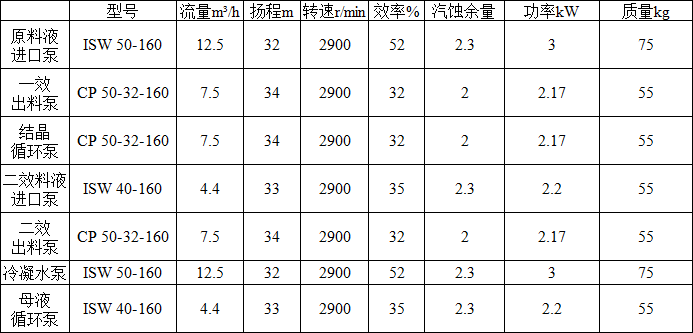 型号 流量m³/h 扬程m 转速r/min 效率% 汽蚀余量 功率kW 质量kg
原料液
进口泵 ISW 50-160 12.5 32 2900 52 2.3 3 75
一效
出料泵 CP 50-32-160 7.5 34 2900 32 2 2.17 55
结晶
循环泵 CP 50-32-160 7.5 34 2900 32 2 2.17 55
二效料液
进口泵 ISW 40-160 4.4 33 2900 35 2.3 2.2 55
二效
出料泵 CP 50-32-160 7.5 34 2900 32 2 2.17 55
冷凝水泵 ISW 50-160 12.5 32 2900 52 2.3 3 75
母液
循环泵 ISW 40-160 4.4 33 2900 35 2.3 2.2 55